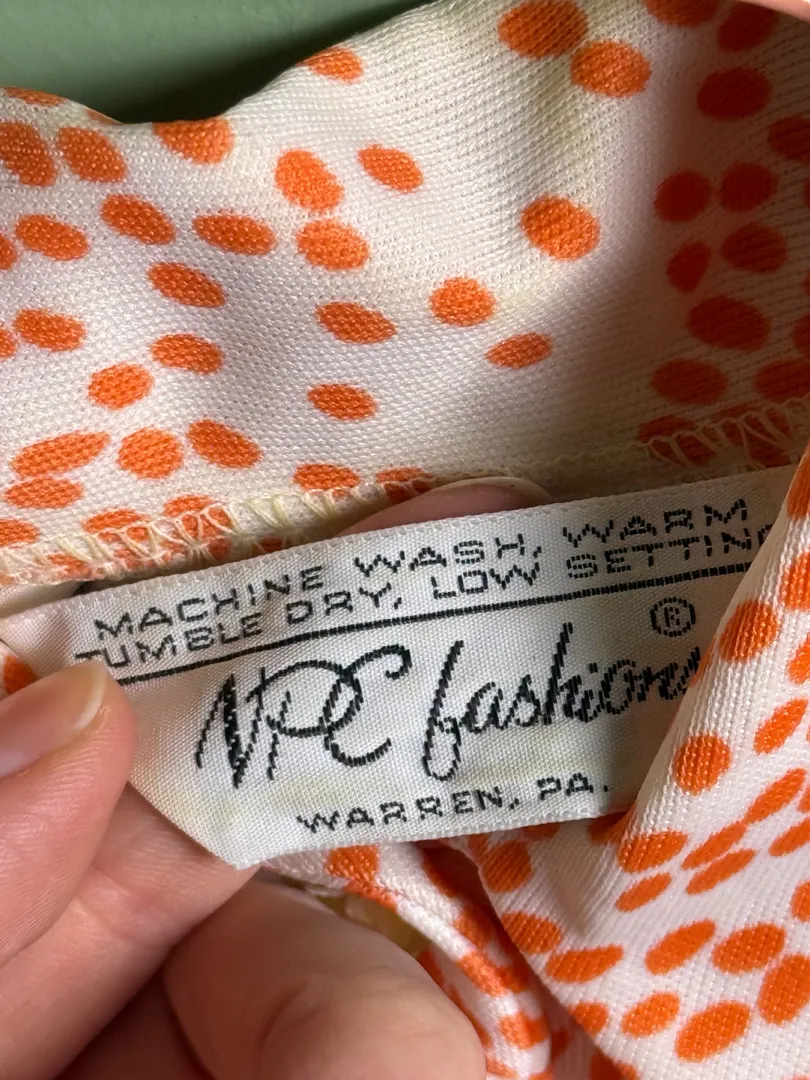 MACHINE WASH, WARM
TUMBLE DRY, LOW SETTING
NPC fashions ®
WARREN, PA.